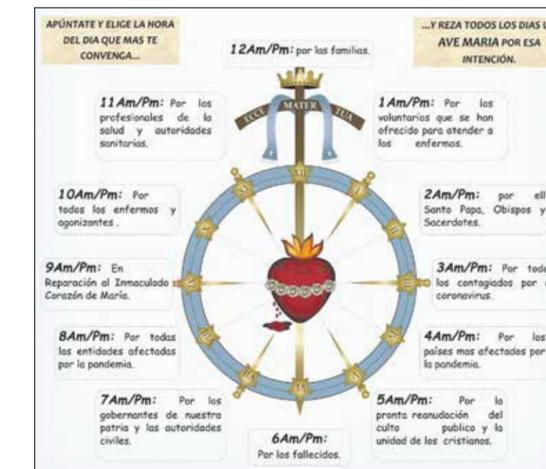 APÚNTATE Y ELIGE LA HORA
DEL DIA QUE MAS TE
CONVENGA...
...Y REZA TODOS LOS DIAS U
AVE MARIA POR ESA
INTENCIÓN.
12Am/Pm: por las familias.
ECCE MATER TUA
11Am/Pm: Por los
profesionales de la
salud y autoridades
sanitarias.
1Am/Pm: Por los
voluntarios que se han
ofrecido para atender a
los enfermos.
10Am/Pm: Por
todos los enfermos y
agonizantes .
2Am/Pm: por ell
Santo Papa, Obispos y
Sacerdotes.
9Am/Pm: En
Reparación al Inmaculado
Corazón de María.
3Am/Pm: Por tod
los contagiados por
coronavirus.
8Am/Pm: Por todas
las entidades afectadas
por la pandemia.
4Am/Pm: Por los
países mas afectados por
la pandemia.
7Am/Pm: Por los
gobernantes de nuestra
patria y las autoridades
civiles.
5Am/Pm: Por la
pronta reanudación del
culto publico y la
unidad de los cristianos.
6Am/Pm:
Por los fallecidos.